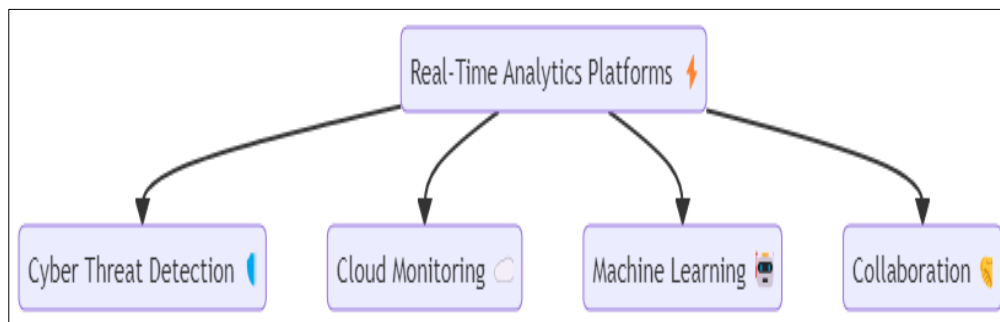 Real-Time Analytics Platforms ⚡
Cyber Threat Detection
Cloud Monitoring
Machine Learning
Collaboration